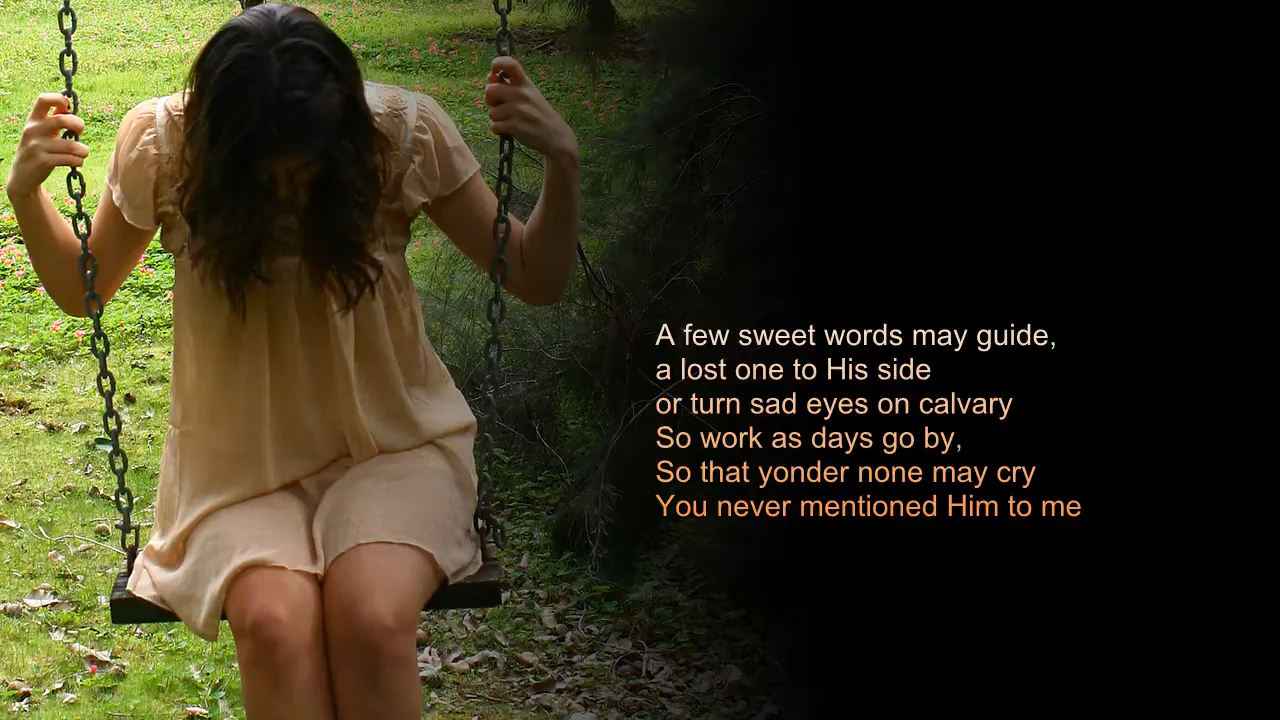 A few sweet words may guide,
a lost one to His side
or turn sad eyes on calvary
So work as days go by,
So that yonder none may cry
You never mentioned Him to me